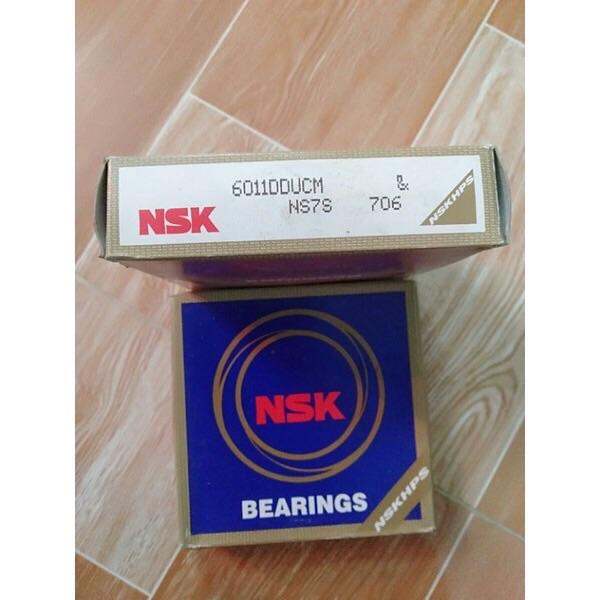 6011DDUCM &
NSK NS7S 706
NSKHPS
NSK
BEARINGS
NSKHPS